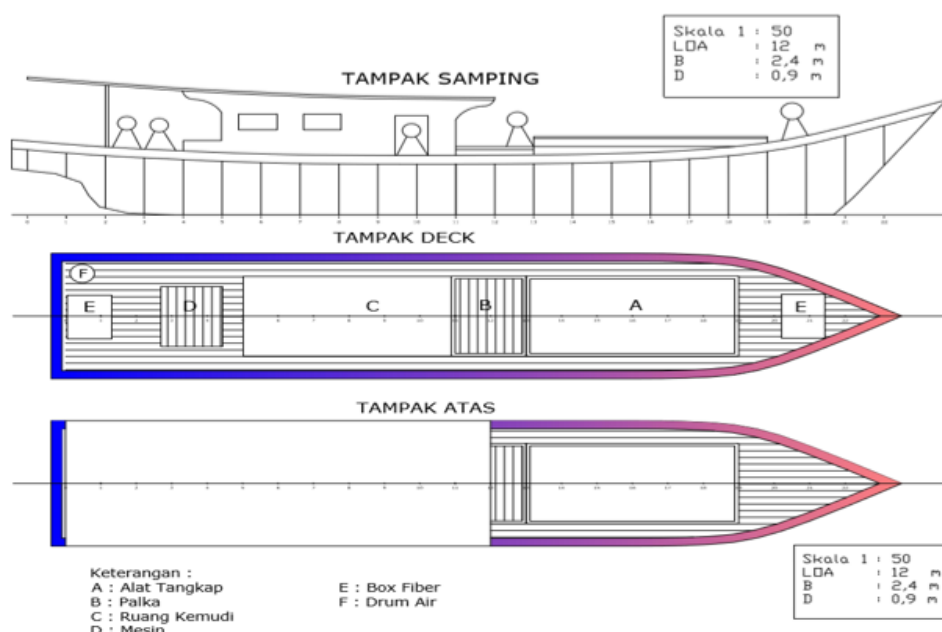 Skala 1 : 50
LOA : 12 m
B : 2,4 m
D : 0,9 m
TAMPAK SAMPING
TAMPAK DECK
F
E D C B A E
TAMPAK ATAS
Keterangan :
A : Alat Tangkap
B : Palka
C : Ruang Kemudi
D : Mesin
E : Box Fiber
F : Drum Air
Skala 1 : 50
LOA : 12 m
B : 2,4 m
D : 0,9 m